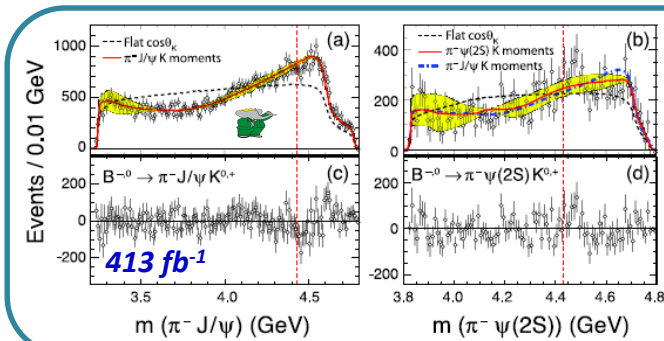 Events / 0.01 GeV
1000
500
0
200
0
-200
Flat cosθK
π⁻J/ψ K moments
(a)
B⁻,⁰ → π⁻J/ψK⁰,⁺
(c)
413 fb⁻¹
3.5
4.0
4.5
m (π⁻ J/ψ) (GeV)
400
200
0
200
0
-200
Flat cosθK
π⁻ψ(2S) K moments
π⁻J/ψ K moments
(b)
B⁻,⁰ → π⁻ψ(2S) K⁰,⁺
(d)
3.8
4.0
4.2
4.4
4.6
4.8
m (π⁻ ψ(2S)) (GeV)